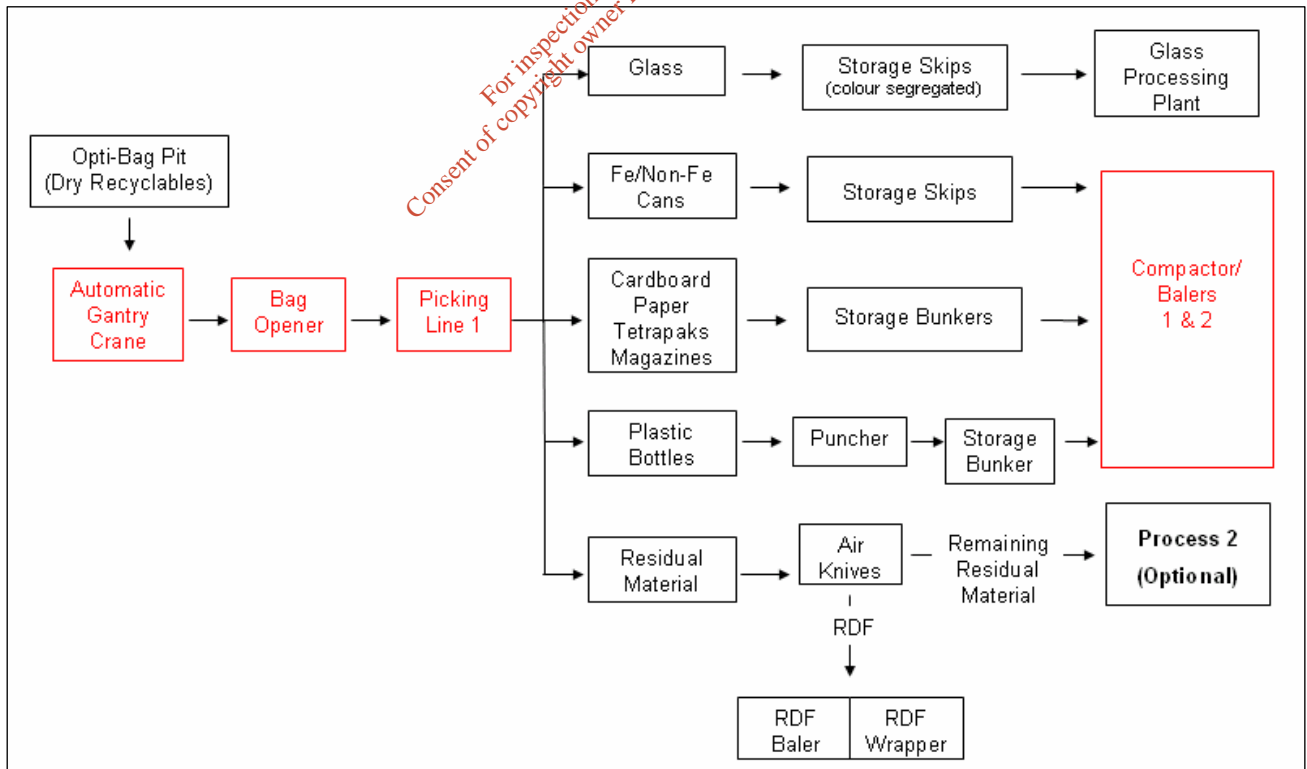 For inspection
Consent of copyright owner
Glass
Storage Skips
(colour segregated)
Glass
Processing
Plant
Opti-Bag Pit
(Dry Recyclables)
Fe/Non-Fe
Cans
Storage Skips
Automatic
Gantry
Crane
Bag
Opener
Picking
Line 1
Cardboard
Paper
Tetrapaks
Magazines
Storage Bunkers
Compactor/
Balers
1 & 2
Plastic
Bottles
Puncher
Storage
Bunker
Residual
Material
Air
Knives
Remaining
Residual
Material
Process 2
(Optional)
RDF
RDF
Baler
RDF
Wrapper